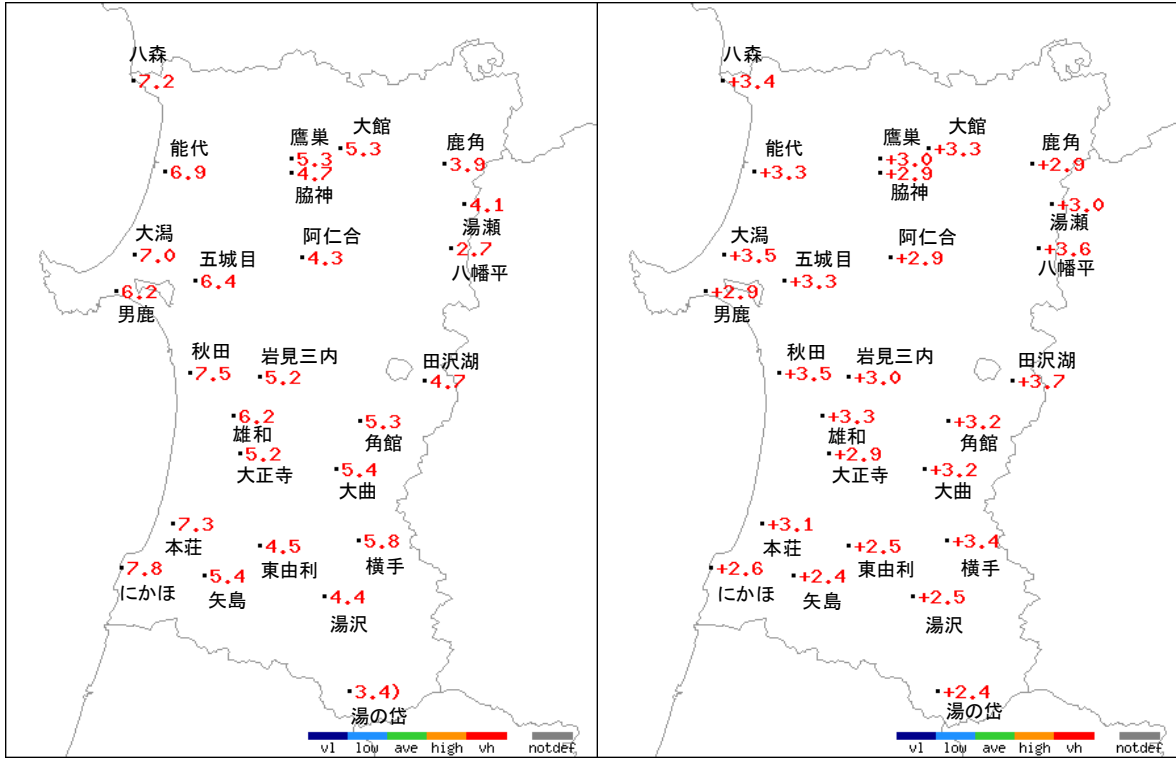 八森
7.2
大館
鷹巣
5.3
鹿角
能代
5.3
3.9
6.9
4.7
脇神
4.1
湯瀬
大潟
阿仁合
2.7
7.0
五城目
4.3
八幡平
6.4
6.2
男鹿
秋田
岩見三内
田沢湖
7.5
5.2
4.7
6.2
5.3
雄和
角館
5.2
5.4
大正寺
大曲
7.3
本荘
4.5
5.8
7.8
東由利
横手
にかほ
5.4
矢島
4.4
湯沢
3.4)
湯の岱
vl low ave high vh notdef
八森
+3.4
大館
鷹巣
+3.3
鹿角
能代
+3.0
+2.9
+3.3
+2.9
脇神
+3.0
湯瀬
大潟
阿仁合
+3.6
+3.5
五城目
+2.9
八幡平
+3.3
+2.9
男鹿
秋田
岩見三内
田沢湖
+3.5
+3.0
+3.7
+3.3
+3.2
雄和
角館
+2.9
+3.2
大正寺
大曲
+3.1
本荘
+2.5
+3.4
+2.6
東由利
横手
にかほ
+2.4
矢島
+2.5
湯沢
+2.4
湯の岱
vl low ave high vh notdef